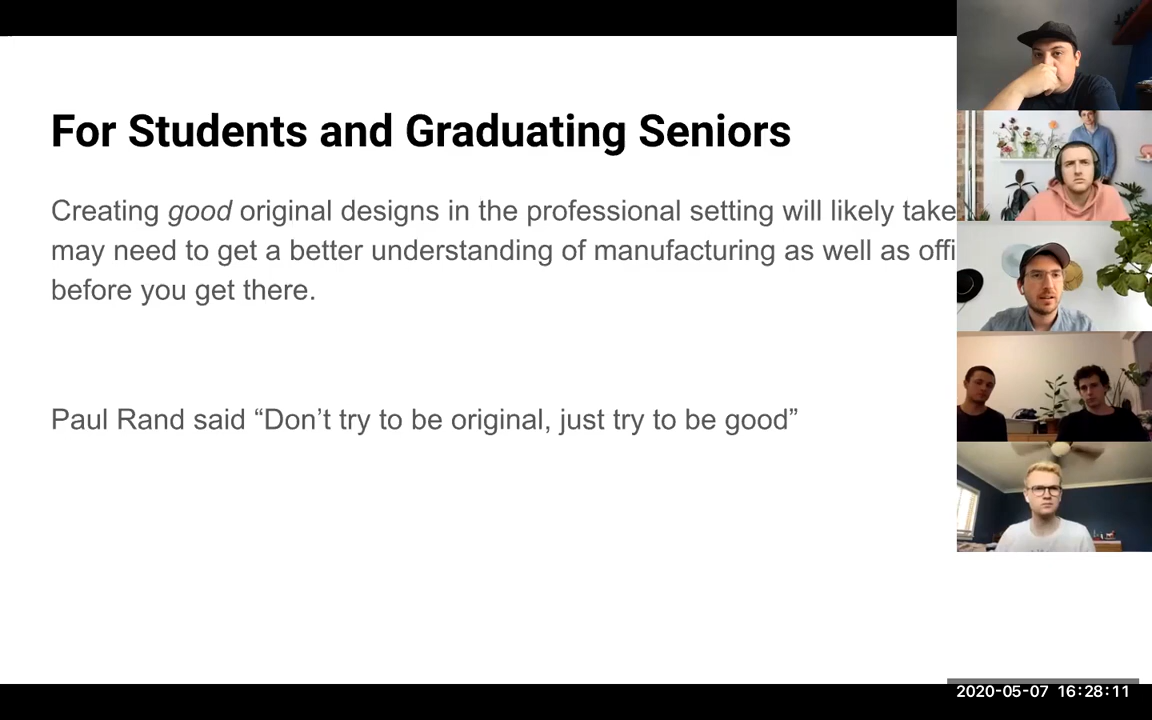 For Students and Graduating Seniors
Creating good original designs in the professional setting will likely take
may need to get a better understanding of manufacturing as well as offi
before you get there.
Paul Rand said “Don’t try to be original, just try to be good”
2020-05-07 16:28:11